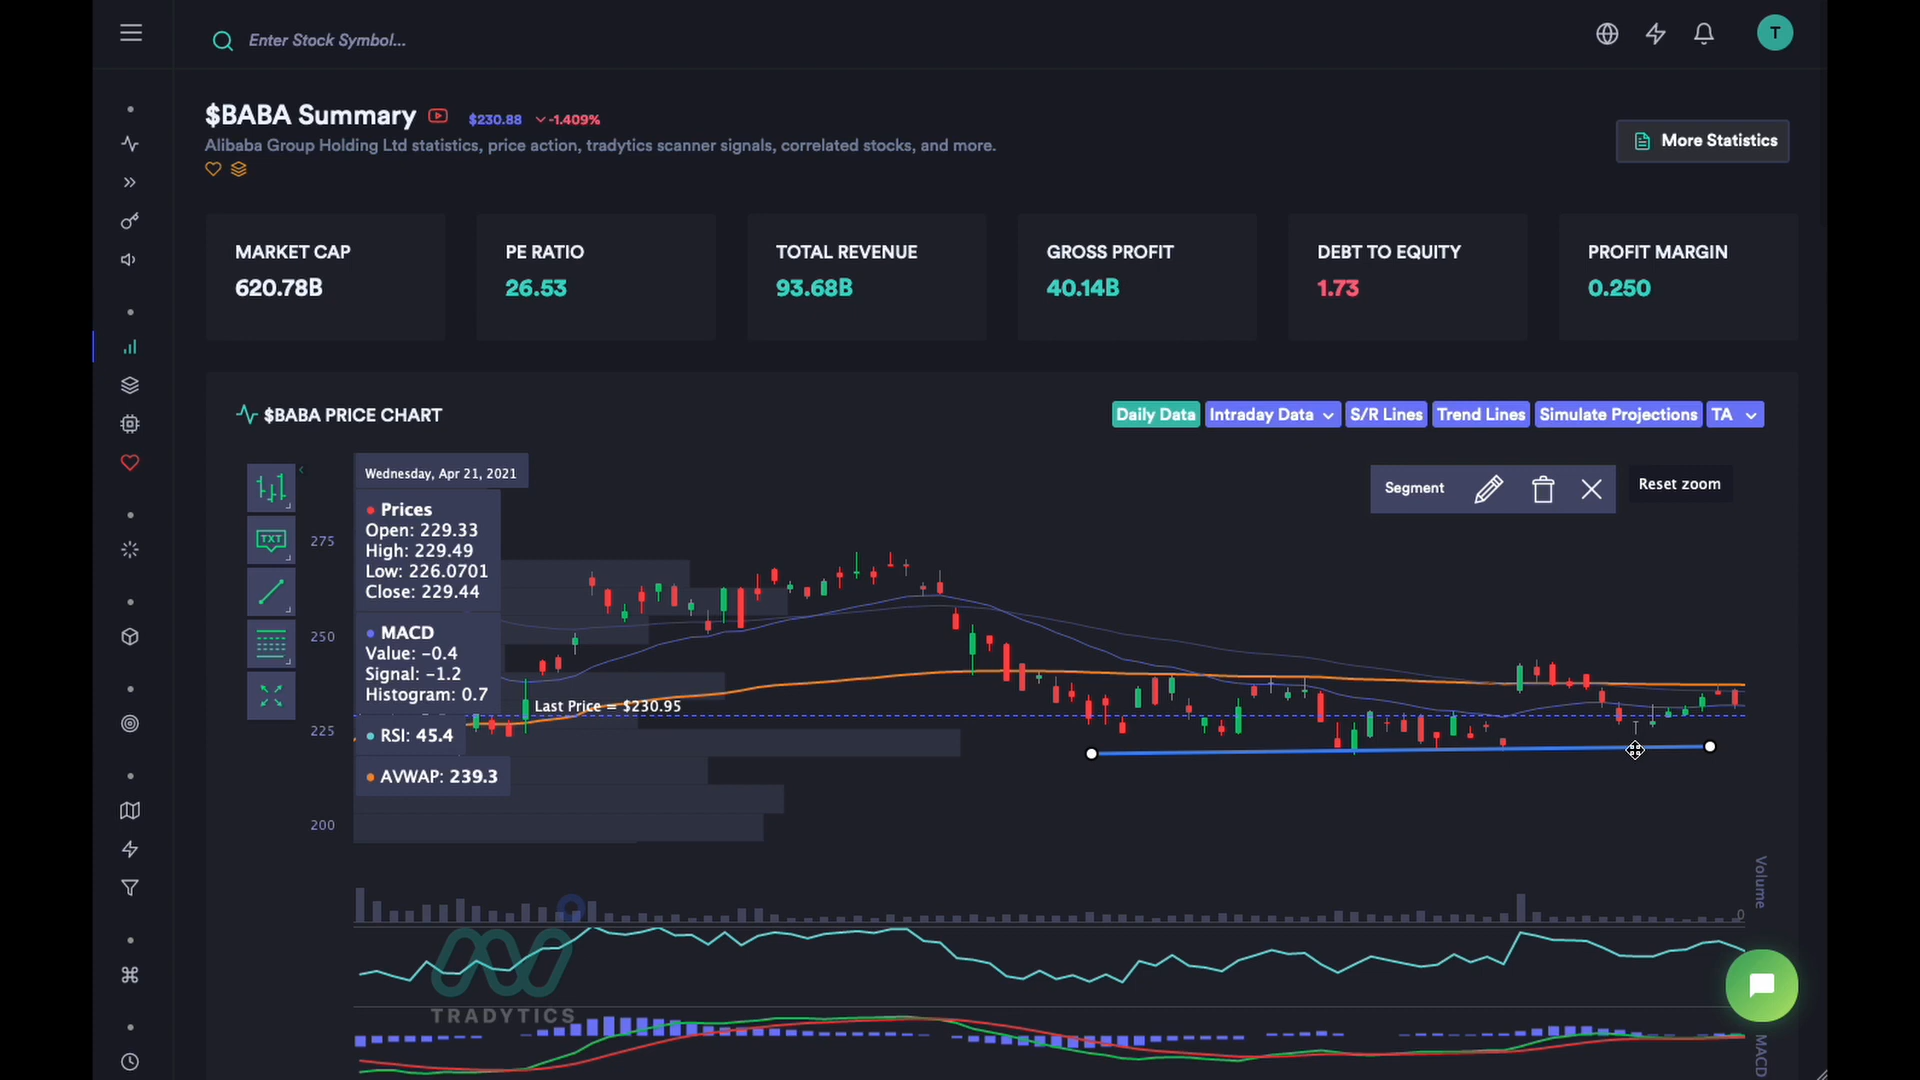 Enter Stock Symbol...
T
$BABA Summary
$230.88
-1.409%
Alibaba Group Holding Ltd statistics, price action, tradytics scanner signals, correlated stocks, and more.
More Statistics
MARKET CAP
620.78B
PE RATIO
26.53
TOTAL REVENUE
93.68B
GROSS PROFIT
40.14B
DEBT TO EQUITY
1.73
PROFIT MARGIN
0.250
$BABA PRICE CHART
Daily Data
Intraday Data
S/R Lines
Trend Lines
Simulate Projections
TA
Wednesday, Apr 21, 2021
Prices
Open: 229.33
High: 229.49
Low: 226.0701
Close: 229.44
MACD
Value: -0.4
Signal: -1.2
Histogram: 0.7
RSI: 45.4
AVWAP: 239.3
TXT
275
250
225
200
Segment
Reset zoom
Last Price = $230.95
Volume
0
TRADYTICS
MACD